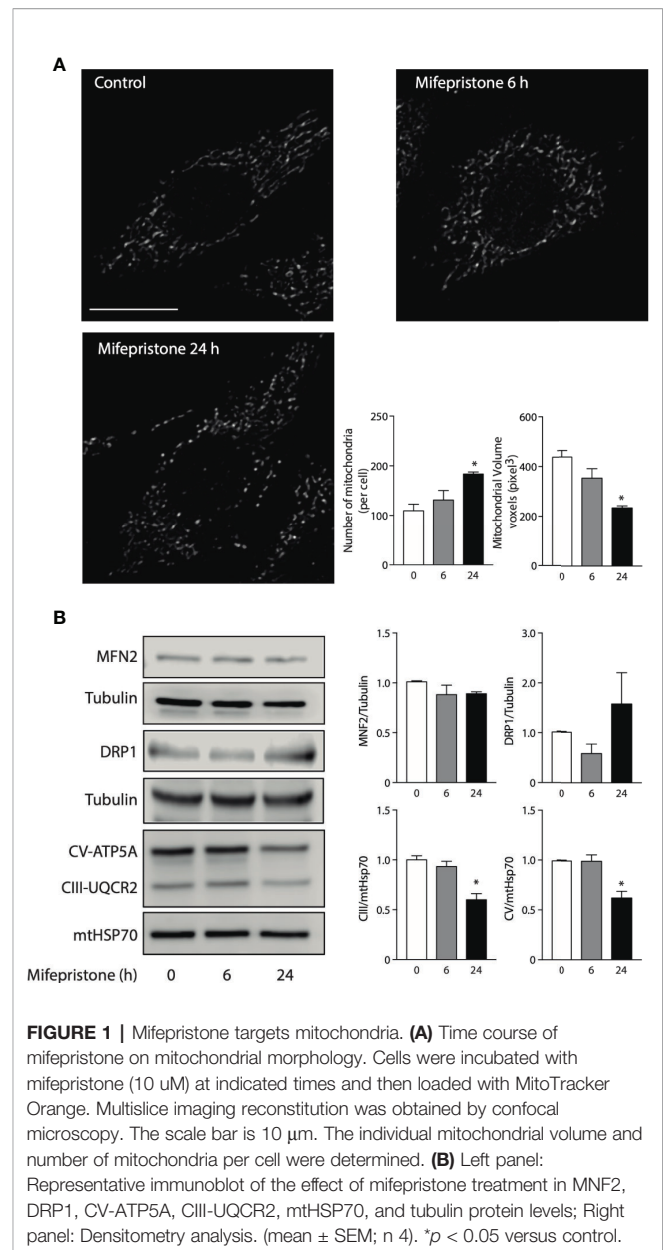 A
Control
Mifepristone 6 h
Mifepristone 24 h
Number of mitochondria
(per cell)
250
200
100
0
0 6 24
*
Mitochondrial Volume
voxels (pixel3)
600
400
200
0
0 6 24
*
B
MFN2
Tubulin
DRP1
Tubulin
CV-ATP5A
CIII-UQCR2
mtHSP70
Mifepristone (h) 0 6 24
MNF2/Tubulin
1.5
1.0
0.5
0
0 6 24
DRP1/Tubulin
3.0
2.0
1.0
0
0 6 24
CIII/mtHsp70
1.5
1.0
0.5
0
0 6 24
*
CV/mtHsp70
1.5
1.0
0.5
0
0 6 24
*
FIGURE 1 | Mifepristone targets mitochondria. (A) Time course of
mifepristone on mitochondrial morphology. Cells were incubated with
mifepristone (10 uM) at indicated times and then loaded with MitoTracker
Orange. Multislice imaging reconstitution was obtained by confocal
microscopy. The scale bar is 10 μm. The individual mitochondrial volume and
number of mitochondria per cell were determined. (B) Left panel:
Representative immunoblot of the effect of mifepristone treatment in MNF2,
DRP1, CV-ATP5A, CIII-UQCR2, mtHSP70, and tubulin protein levels; Right
panel: Densitometry analysis. (mean ± SEM; n 4). *p < 0.05 versus control.